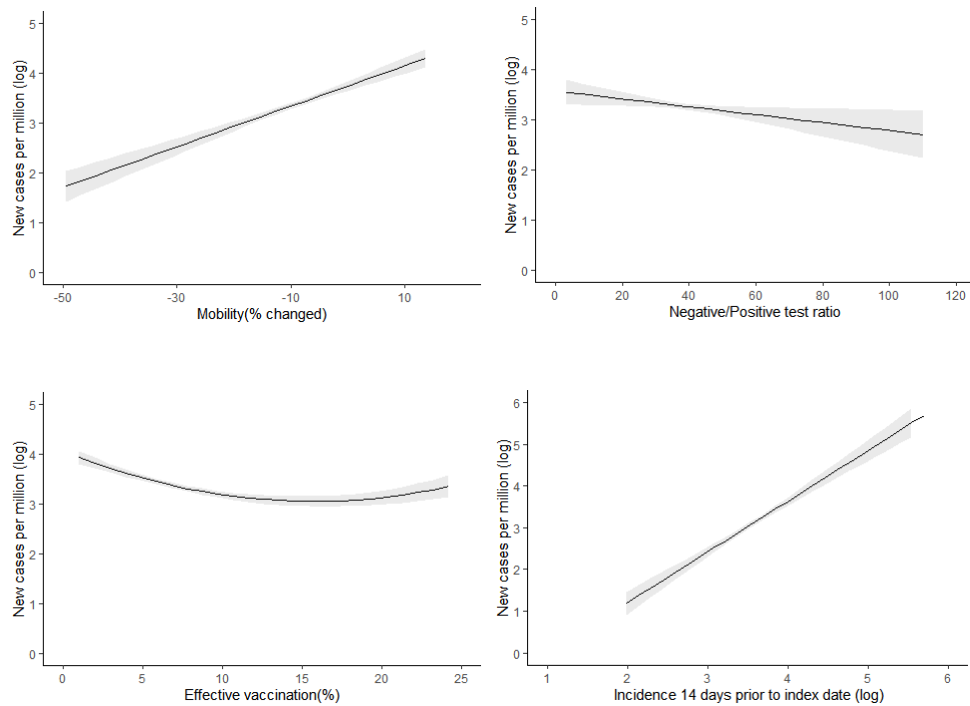 New cases per million (log)
5
4
3
2
1
0
-50 -30 -10 10
Mobility(% changed)
New cases per million (log)
5
4
3
2
1
0
0 20 40 60 80 100 120
Negative/Positive test ratio
New cases per million (log)
5
4
3
2
1
0
0 5 10 15 20 25
Effective vaccination(%)
New cases per million (log)
6
5
4
3
2
1
0
1 2 3 4 5 6
Incidence 14 days prior to index date (log)